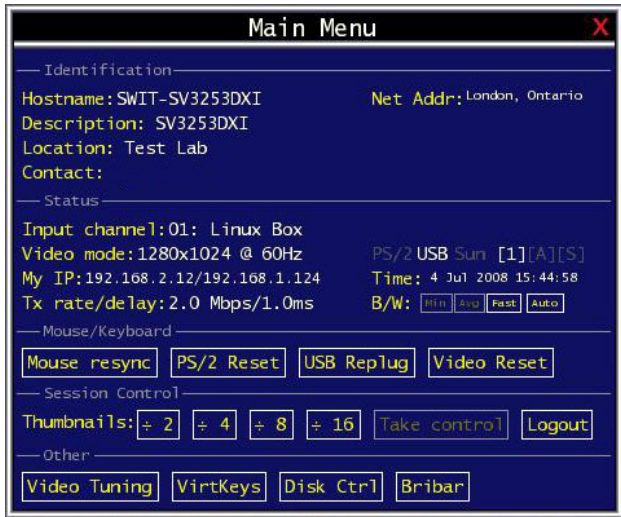 Main Menu X
Identification
Hostname: SWIT-SV3253DXI Net Addr: London, Ontario
Description: SV3253DXI
Location: Test Lab
Contact:
Status
Input channel: 01: Linux Box
Video mode: 1280x1024 @ 60Hz PS/2 USB Sun [1][A][S]
My IP: 192.168.2.12/192.168.1.124 Time: 4 Jul 2008 15:44:58
Tx rate/delay: 2.0 Mbps/1.0ms B/W: Min Avg Fast Auto
Mouse/Keyboard
Mouse resync PS/2 Reset USB Replug Video Reset
Session Control
Thumbnails: ÷ 2 ÷ 4 ÷ 8 ÷ 16 Take control Logout
Other
Video Tuning VirtKeys Disk Ctrl Bribar